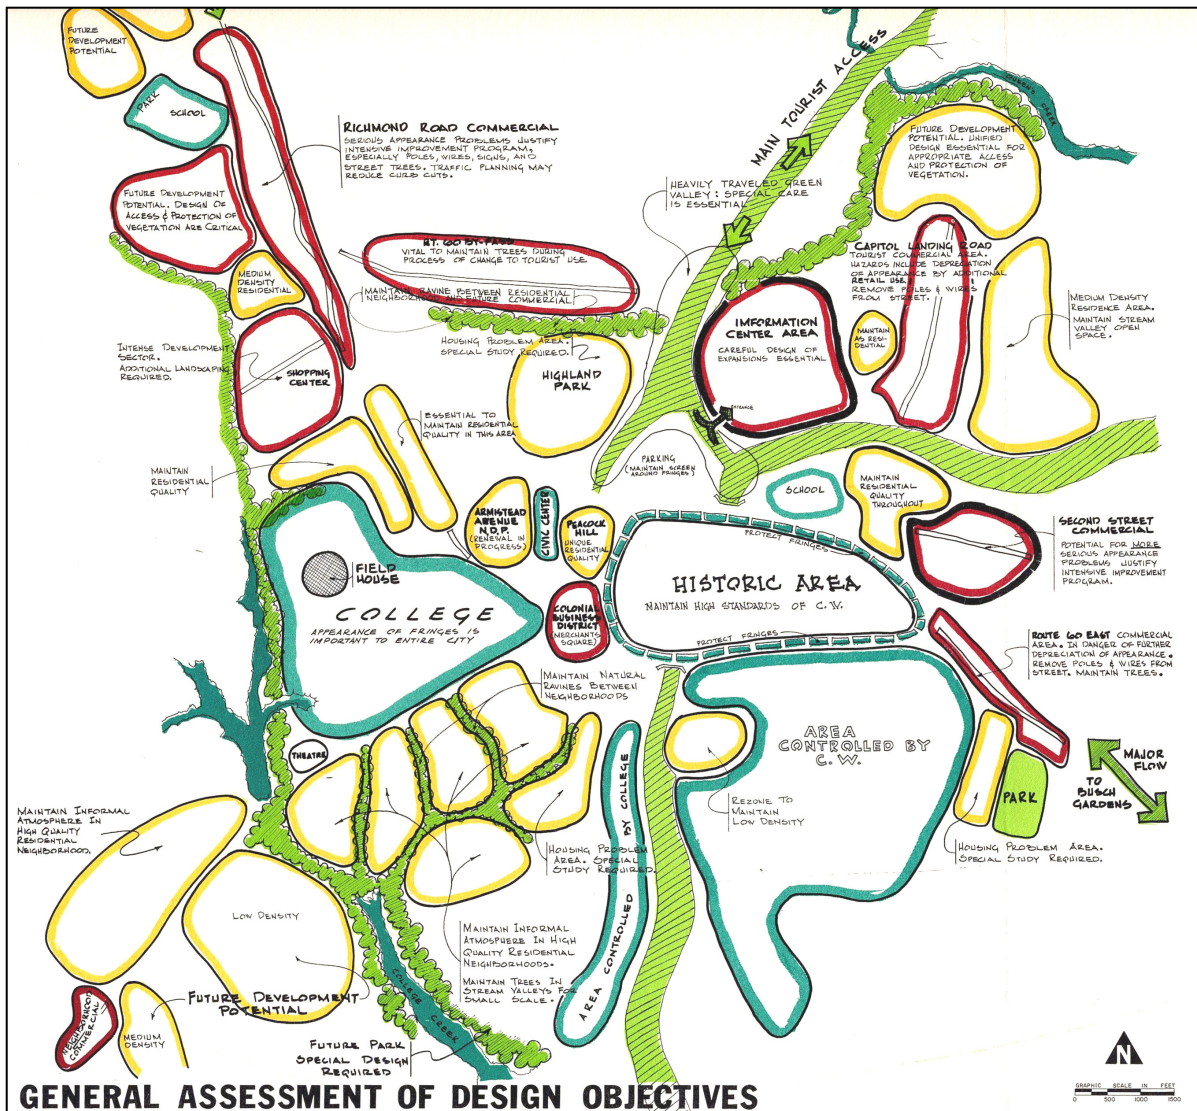 FUTURE
DEVELOPMENT
POTENTIAL
PARK
SCHOOL
RICHMOND ROAD COMMERCIAL
SERIOUS APPEARANCE PROBLEMS JUSTIFY
INTENSIVE IMPROVEMENT PROGRAM,
ESPECIALLY POLES, WIRES, SIGNS, AND
STREET TREES. TRAFFIC PLANNING MAY
REDUCE CURB CUTS.
MAIN TOURIST ACCESS
QUEEN'S CREEK
FUTURE DEVELOPMENT
POTENTIAL. UNIFIED
DESIGN ESSENTIAL FOR
APPROPRIATE ACCESS
AND PROTECTION OF
VEGETATION.
HEAVILY TRAVELED GREEN
VALLEY: SPECIAL CARE
IS ESSENTIAL
FUTURE DEVELOPMENT
POTENTIAL. DESIGN OF
ACCESS & PROTECTION OF
VEGETATION ARE CRITICAL
RT. 60 BY-PASS
VITAL TO MAINTAIN TREES DURING
PROCESS OF CHANGE TO TOURIST USE
MAINTAIN RAVINE BETWEEN RESIDENTIAL
NEIGHBORHOOD AND FUTURE COMMERCIAL
CAPITOL LANDING ROAD
TOURIST COMMERCIAL AREA.
HAZARDS INCLUDE DEPRECIATION
OF APPEARANCE BY ADDITIONAL
RETAIL USE.
REMOVE POLES & WIRES
FROM STREET.
MEDIUM
DENSITY
RESIDENTIAL
MEDIUM DENSITY
RESIDENCE AREA.
MAINTAIN STREAM
VALLEY OPEN
SPACE.
IMFORMATION
CENTER AREA
CAREFUL DESIGN OF
EXPANSIONS ESSENTIAL
MAINTAIN
AS RESI-
DENTIAL
INTENSE DEVELOPMENT
SECTOR.
ADDITIONAL LANDSCAPING
REQUIRED.
SHOPPING
CENTER
HOUSING PROBLEM AREA.
SPECIAL STUDY REQUIRED.
HIGHLAND
PARK
ENTRANCE
ESSENTIAL TO
MAINTAIN RESIDENTIAL
QUALITY IN THIS AREA
MAINTAIN
RESIDENTIAL
QUALITY
PARKING
(MAINTAIN SCREEN
AROUND FRINGES)
SCHOOL
MAINTAIN
RESIDENTIAL
QUALITY
THROUGHOUT
ARMISTEAD
AVENUE
N.D.P.
(RENEWAL IN
PROGRESS)
CIVIC CENTER
PEACOCK
HILL
UNIQUE
RESIDENTIAL
QUALITY
PROTECT FRINGES
SECOND STREET
COMMERCIAL
POTENTIAL FOR MORE
SERIOUS APPEARANCE
PROBLEMS JUSTIFY
INTENSIVE IMPROVEMENT
PROGRAM.
FIELD
HOUSE
COLLEGE
APPEARANCE OF FRINGES IS
IMPORTANT TO ENTIRE CITY
COLONIAL
BUSINESS
DISTRICT
(MERCHANTS
SQUARE)
HISTORIC AREA
MAINTAIN HIGH STANDARDS OF C.W.
PROTECT FRINGES
ROUTE 60 EAST COMMERCIAL
AREA. IN DANGER OF FURTHER
DEPRECIATION OF APPEARANCE.
REMOVE POLES & WIRES FROM
STREET. MAINTAIN TREES.
MAINTAIN NATURAL
RAVINES BETWEEN
NEIGHBORHOODS
THEATRE
AREA
CONTROLLED BY
C. W.
MAJOR
FLOW
TO
BUSCH
GARDENS
PARK
REZONE TO
MAINTAIN
LOW DENSITY
HOUSING PROBLEM AREA.
SPECIAL STUDY REQUIRED.
MAINTAIN INFORMAL
ATMOSPHERE IN
HIGH QUALITY
RESIDENTIAL
NEIGHBORHOOD.
HOUSING PROBLEM
AREA. SPECIAL
STUDY REQUIRED.
AREA CONTROLLED BY COLLEGE
LOW DENSITY
MAINTAIN INFORMAL
ATMOSPHERE IN HIGH
QUALITY RESIDENTIAL
NEIGHBORHOODS.
MAINTAIN TREES IN
STREAM VALLEYS FOR
SMALL SCALE.
COLLEGE CREEK
FUTURE DEVELOPMENT
POTENTIAL
NEIGHBORHOOD
COMMERCIAL
MEDIUM
DENSITY
FUTURE PARK
SPECIAL DESIGN
REQUIRED
N
GRAPHIC SCALE IN FEET
0 500 1000 1500
GENERAL ASSESSMENT OF DESIGN OBJECTIVES